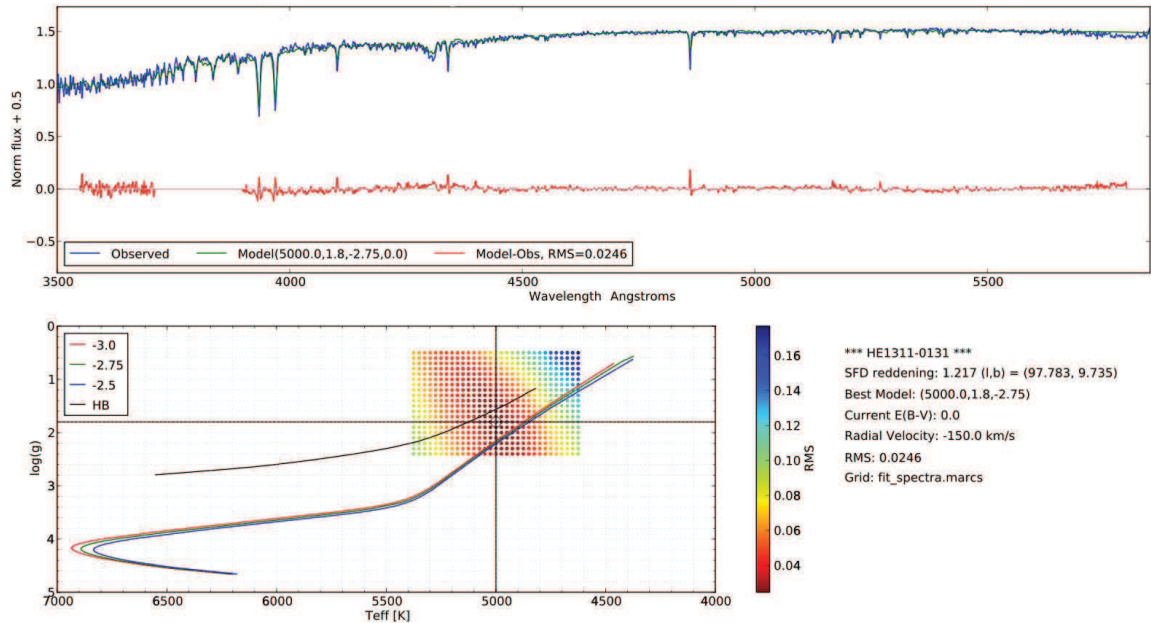 1.5
1.0
0.5
0.0
−0.5
Norm flux + 0.5
Observed
Model(5000.0,1.8,-2.75,0.0)
Model-Obs, RMS=0.0246
3500
4000
4500
5000
5500
Wavelength Angstroms
0
1
2
3
4
5
log(g)
-3.0
-2.75
-2.5
HB
7000
6500
6000
5500
5000
4500
4000
Teff [K]
0.16
0.14
0.12
0.10
0.08
0.06
0.04
RMS
*** HE1311-0131 ***
SFD reddening: 1.217 (l,b) = (97.783, 9.735)
Best Model: (5000.0,1.8,-2.75)
Current E(B-V): 0.0
Radial Velocity: -150.0 km/s
RMS: 0.0246
Grid: fit_spectra.marcs